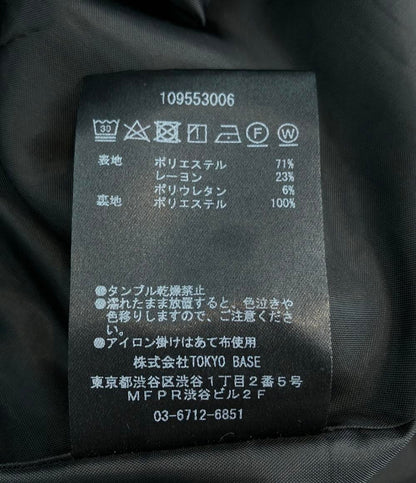 109553006
30 F W
表地 ポリエステル 71%
レーヨン 23%
ポリウレタン 6%
裏地 ポリエステル 100%
●タンブル乾燥禁止
●濡れたまま放置すると、色泣きや
色移りしますので、ご注意くださ
い。
●アイロン掛けはあて布使用
株式会社TOKYO BASE
東京都渋谷区渋谷1丁目2番5号
MFPR渋谷ビル2F
03-6712-6851